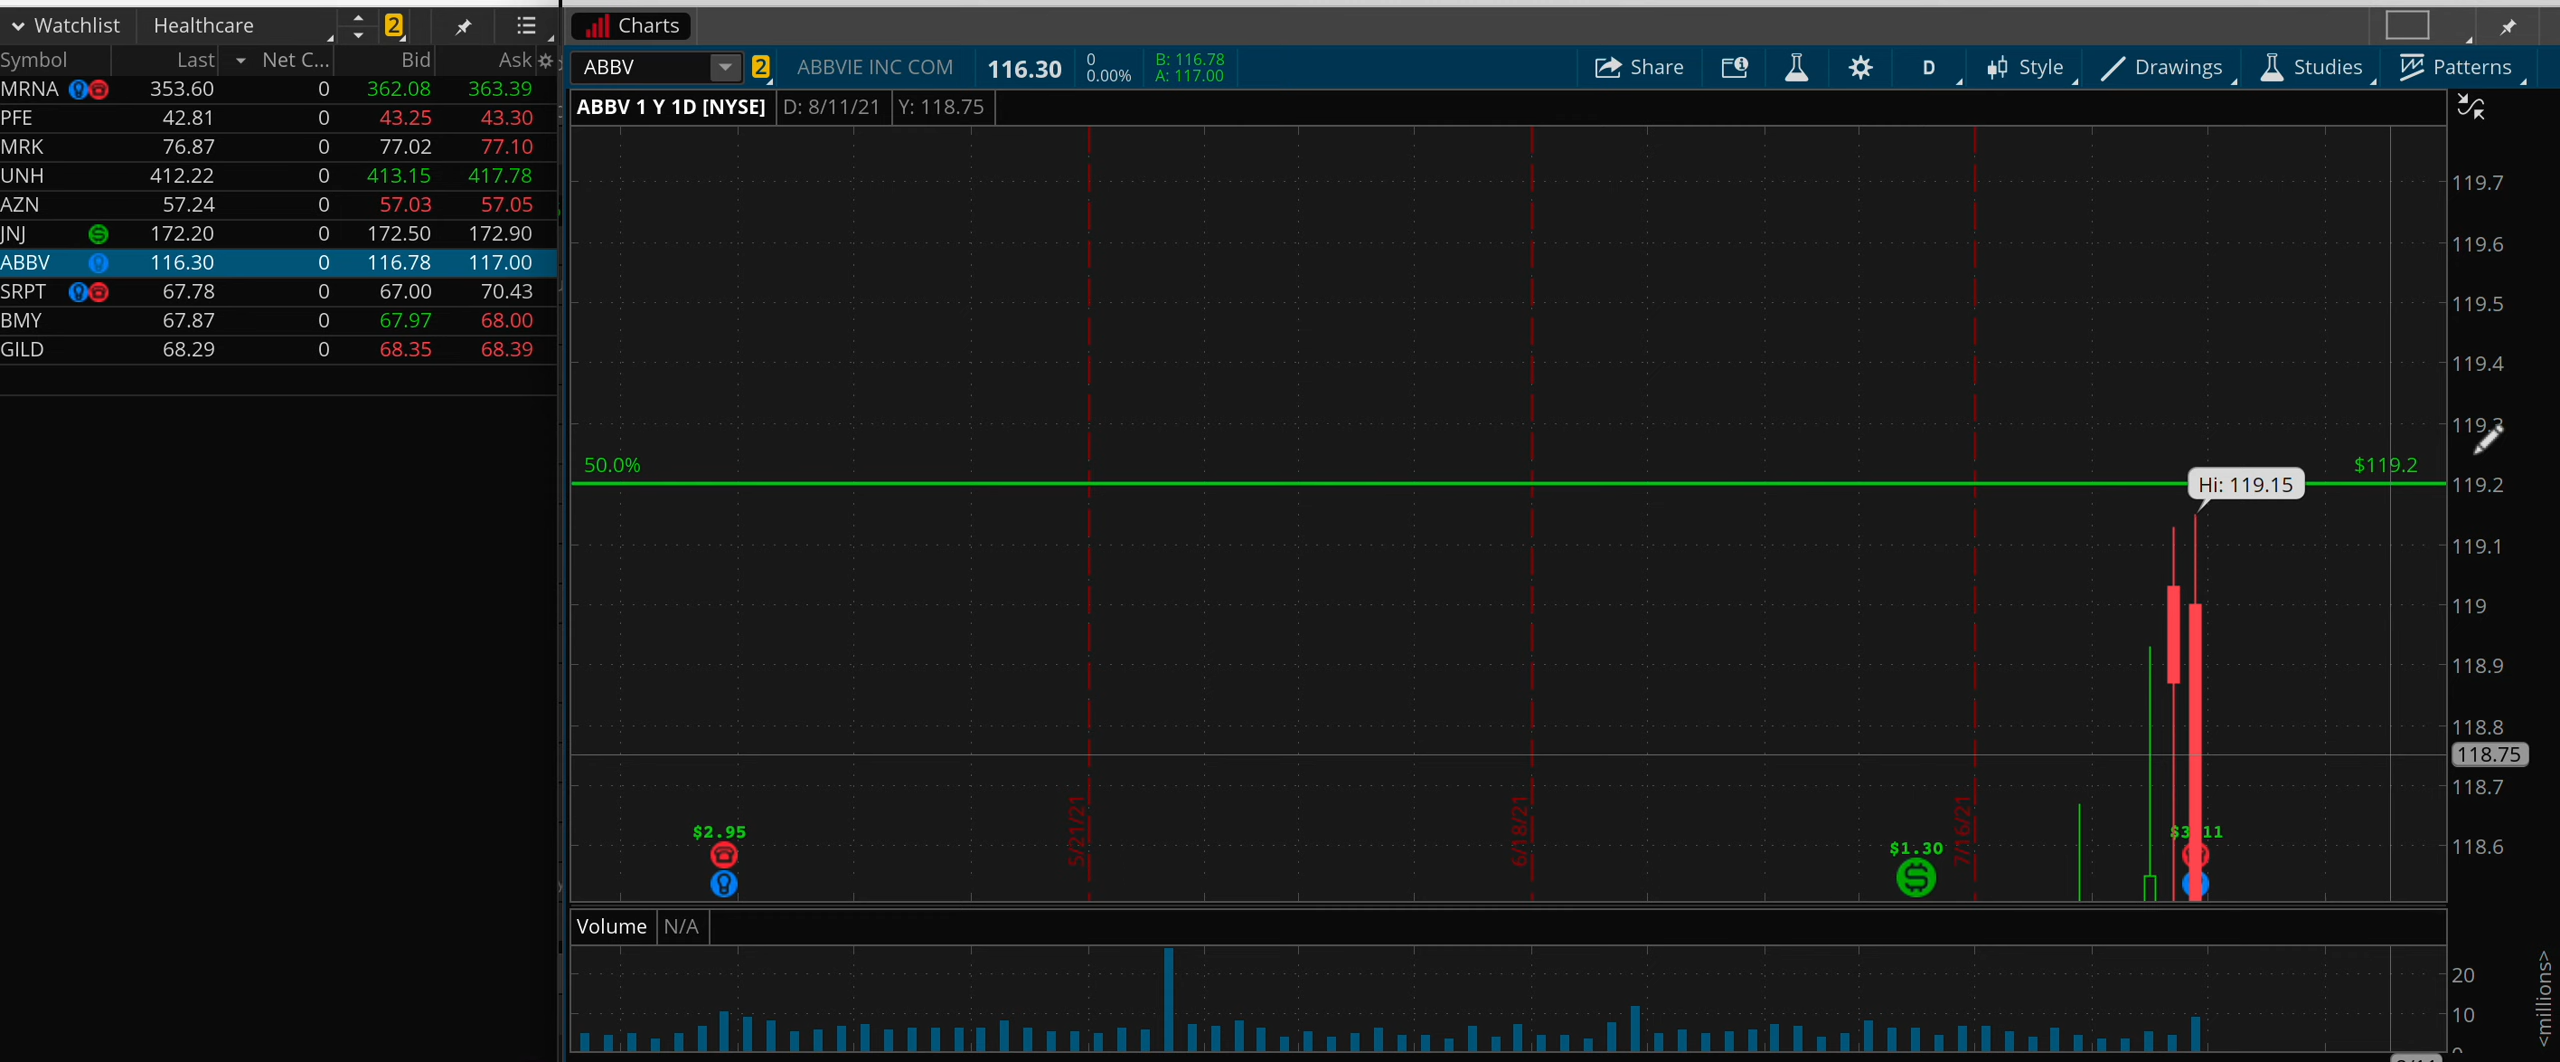 Watchlist Healthcare 2
Symbol Last Net C... Bid Ask
MRNA 353.60 0 362.08 363.39
PFE 42.81 0 43.25 43.30
MRK 76.87 0 77.02 77.10
UNH 412.22 0 413.15 417.78
AZN 57.24 0 57.03 57.05
JNJ 172.20 0 172.50 172.90
ABBV 116.30 0 116.78 117.00
SRPT 67.78 0 67.00 70.43
BMY 67.87 0 67.97 68.00
GILD 68.29 0 68.35 68.39
Charts
ABBV 2 ABBVIE INC COM 116.30 0 0.00% B: 116.78 A: 117.00 Share D Style Drawings Studies Patterns
ABBV 1 Y 1D [NYSE] D: 8/11/21 Y: 118.75
119.7
119.6
119.5
119.4
119.3
50.0% $119.2
Hi: 119.15 119.2
119.1
119
118.9
118.8
118.75
118.7
5/21/21 6/18/21 7/16/21
$2.95 $1.30
118.6
Volume N/A
20
10
<millions>